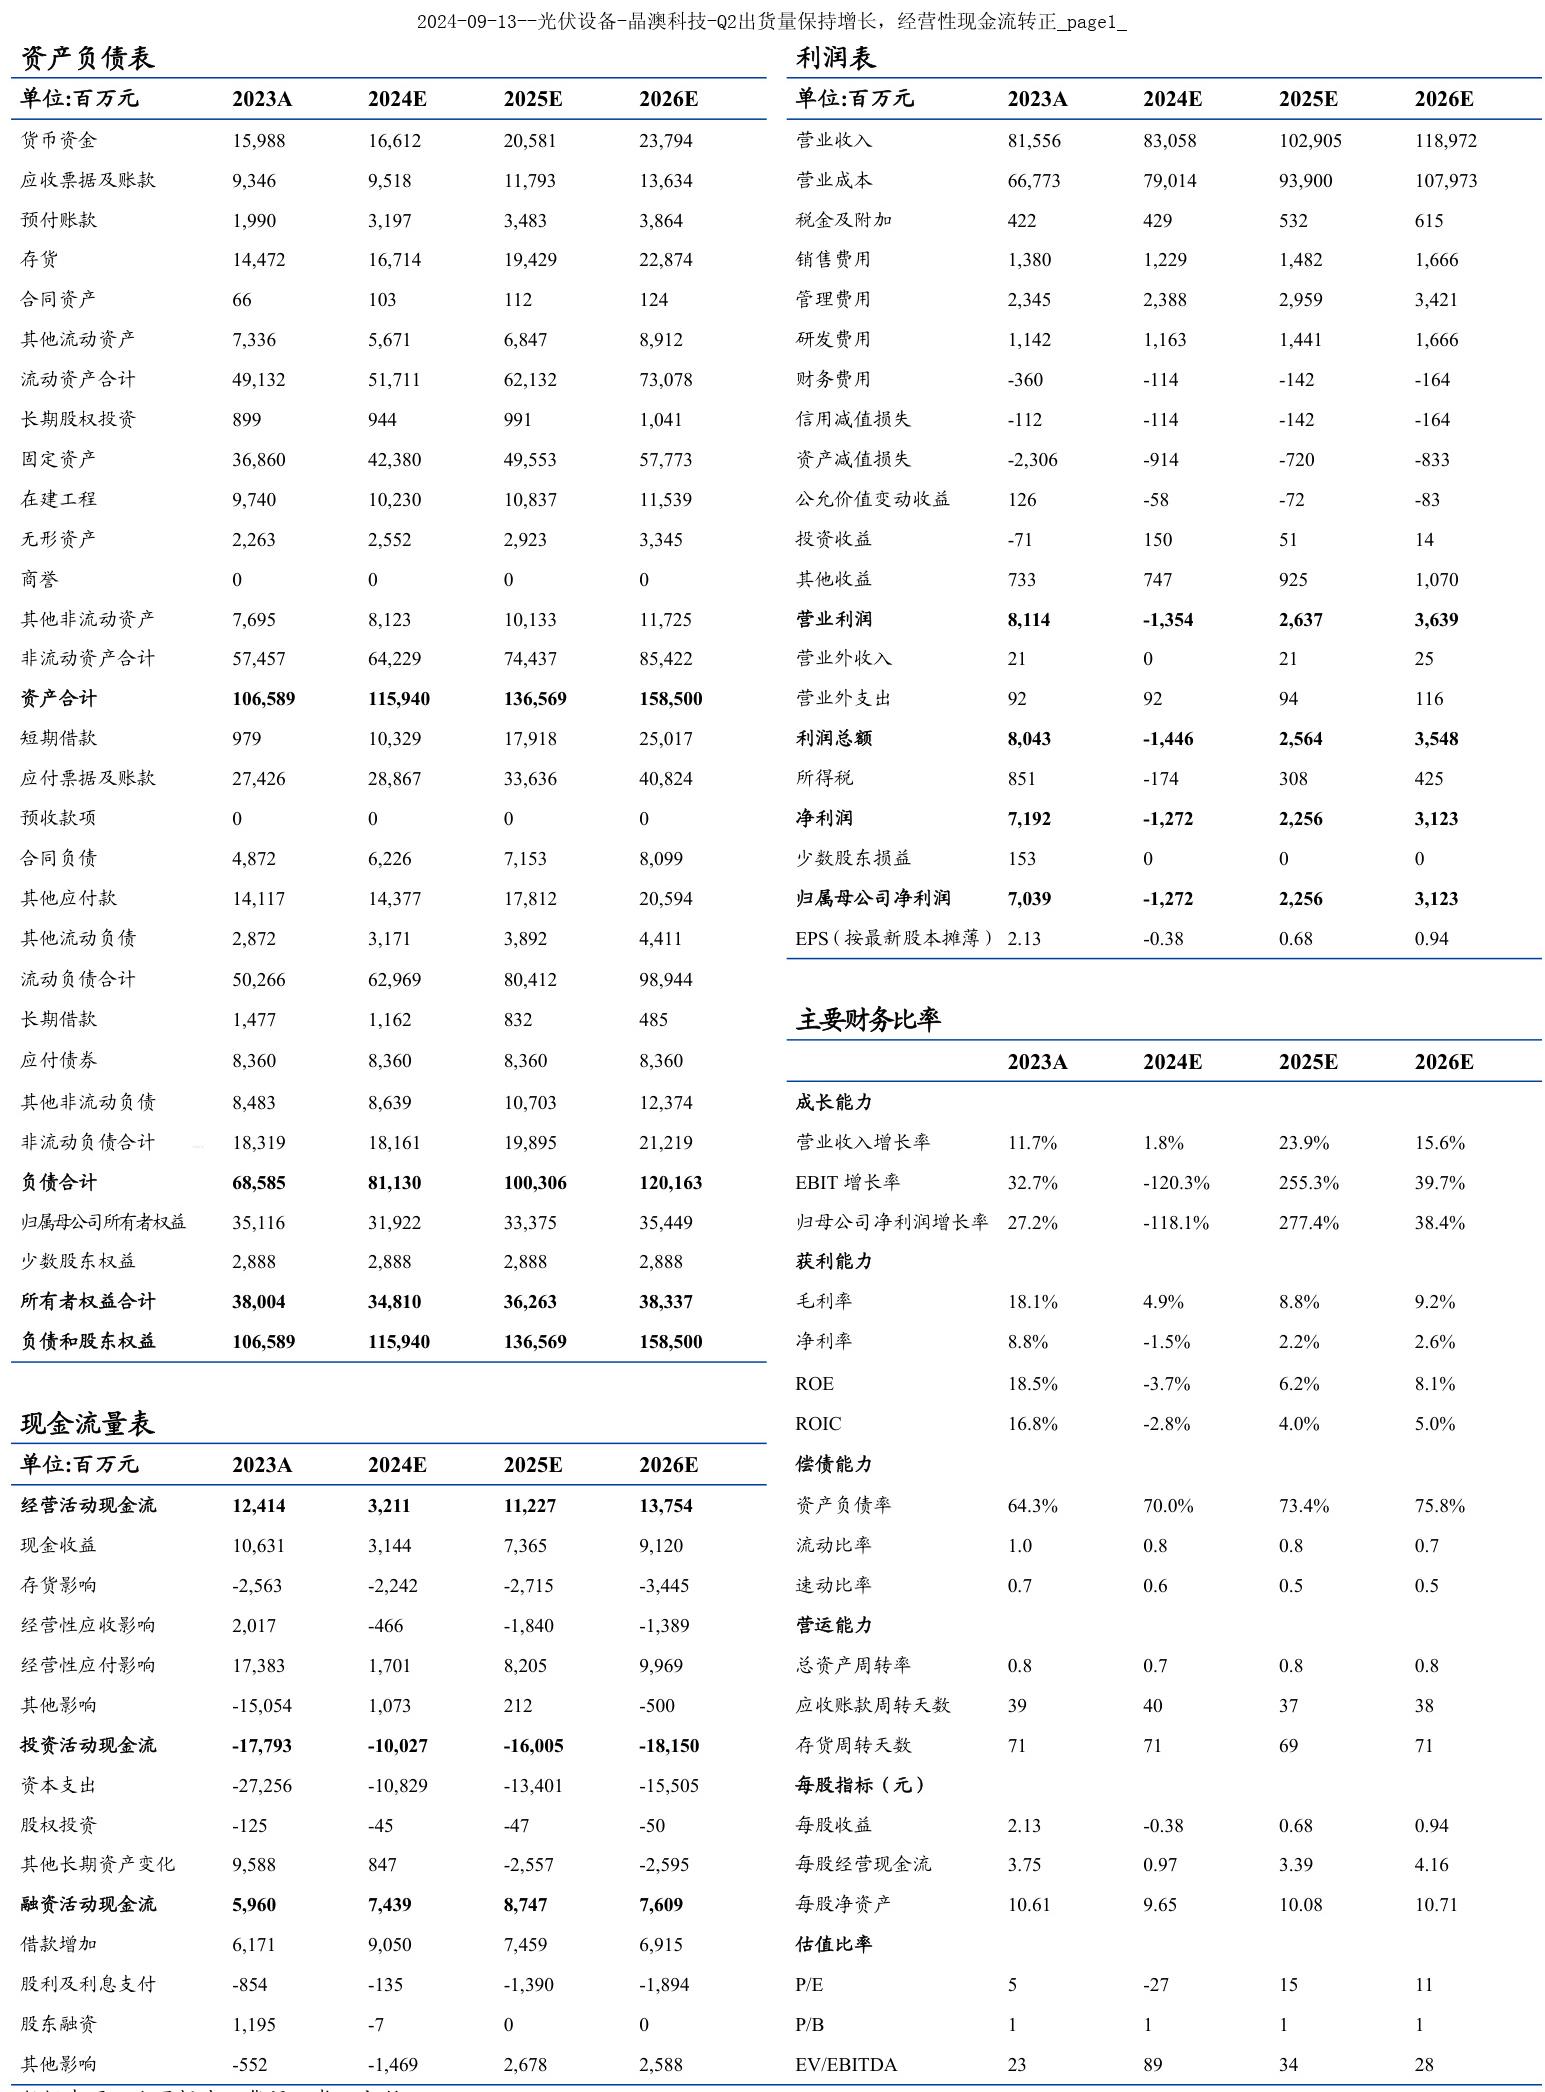 2024-09-13--光伏设备-晶澳科技-Q2出货量保持增长，经营性现金流转正_page1_
资产负债表
单位:百万元 2023A 2024E 2025E 2026E
货币资金 15,988 16,612 20,581 23,794
应收票据及账款 9,346 9,518 11,793 13,634
预付账款 1,990 3,197 3,483 3,864
存货 14,472 16,714 19,429 22,874
合同资产 66 103 112 124
其他流动资产 7,336 5,671 6,847 8,912
流动资产合计 49,132 51,711 62,132 73,078
长期股权投资 899 944 991 1,041
固定资产 36,860 42,380 49,553 57,773
在建工程 9,740 10,230 10,837 11,539
无形资产 2,263 2,552 2,923 3,345
商誉 0 0 0 0
其他非流动资产 7,695 8,123 10,133 11,725
非流动资产合计 57,457 64,229 74,437 85,422
资产合计 106,589 115,940 136,569 158,500
短期借款 979 10,329 17,918 25,017
应付票据及账款 27,426 28,867 33,636 40,824
预收款项 0 0 0 0
合同负债 4,872 6,226 7,153 8,099
其他应付款 14,117 14,377 17,812 20,594
其他流动负债 2,872 3,171 3,892 4,411
流动负债合计 50,266 62,969 80,412 98,944
长期借款 1,477 1,162 832 485
应付债券 8,360 8,360 8,360 8,360
其他非流动负债 8,483 8,639 10,703 12,374
非流动负债合计 18,319 18,161 19,895 21,219
负债合计 68,585 81,130 100,306 120,163
归属母公司所有者权益 35,116 31,922 33,375 35,449
少数股东权益 2,888 2,888 2,888 2,888
所有者权益合计 38,004 34,810 36,263 38,337
负债和股东权益 106,589 115,940 136,569 158,500
现金流量表
单位:百万元 2023A 2024E 2025E 2026E
经营活动现金流 12,414 3,211 11,227 13,754
现金收益 10,631 3,144 7,365 9,120
存货影响 -2,563 -2,242 -2,715 -3,445
经营性应收影响 2,017 -466 -1,840 -1,389
经营性应付影响 17,383 1,701 8,205 9,969
其他影响 -15,054 1,073 212 -500
投资活动现金流 -17,793 -10,027 -16,005 -18,150
资本支出 -27,256 -10,829 -13,401 -15,505
股权投资 -125 -45 -47 -50
其他长期资产变化 9,588 847 -2,557 -2,595
融资活动现金流 5,960 7,439 8,747 7,609
借款增加 6,171 9,050 7,459 6,915
股利及利息支付 -854 -135 -1,390 -1,894
股东融资 1,195 -7 0 0
其他影响 -552 -1,469 2,678 2,588
利润表
单位:百万元 2023A 2024E 2025E 2026E
营业收入 81,556 83,058 102,905 118,972
营业成本 66,773 79,014 93,900 107,973
税金及附加 422 429 532 615
销售费用 1,380 1,229 1,482 1,666
管理费用 2,345 2,388 2,959 3,421
研发费用 1,142 1,163 1,441 1,666
财务费用 -360 -114 -142 -164
信用减值损失 -112 -114 -142 -164
资产减值损失 -2,306 -914 -720 -833
公允价值变动收益 126 -58 -72 -83
投资收益 -71 150 51 14
其他收益 733 747 925 1,070
营业利润 8,114 -1,354 2,637 3,639
营业外收入 21 0 21 25
营业外支出 92 92 94 116
利润总额 8,043 -1,446 2,564 3,548
所得税 851 -174 308 425
净利润 7,192 -1,272 2,256 3,123
少数股东损益 153 0 0 0
归属母公司净利润 7,039 -1,272 2,256 3,123
EPS（按最新股本摊薄） 2.13 -0.38 0.68 0.94
主要财务比率
2023A 2024E 2025E 2026E
成长能力
营业收入增长率 11.7% 1.8% 23.9% 15.6%
EBIT 增长率 32.7% -120.3% 255.3% 39.7%
归母公司净利润增长率 27.2% -118.1% 277.4% 38.4%
获利能力
毛利率 18.1% 4.9% 8.8% 9.2%
净利率 8.8% -1.5% 2.2% 2.6%
ROE 18.5% -3.7% 6.2% 8.1%
ROIC 16.8% -2.8% 4.0% 5.0%
偿债能力
资产负债率 64.3% 70.0% 73.4% 75.8%
流动比率 1.0 0.8 0.8 0.7
速动比率 0.7 0.6 0.5 0.5
营运能力
总资产周转率 0.8 0.7 0.8 0.8
应收账款周转天数 39 40 37 38
存货周转天数 71 71 69 71
每股指标（元）
每股收益 2.13 -0.38 0.68 0.94
每股经营现金流 3.75 0.97 3.39 4.16
每股净资产 10.61 9.65 10.08 10.71
估值比率
P/E 5 -27 15 11
P/B 1 1 1 1
EV/EBITDA 23 89 34 28